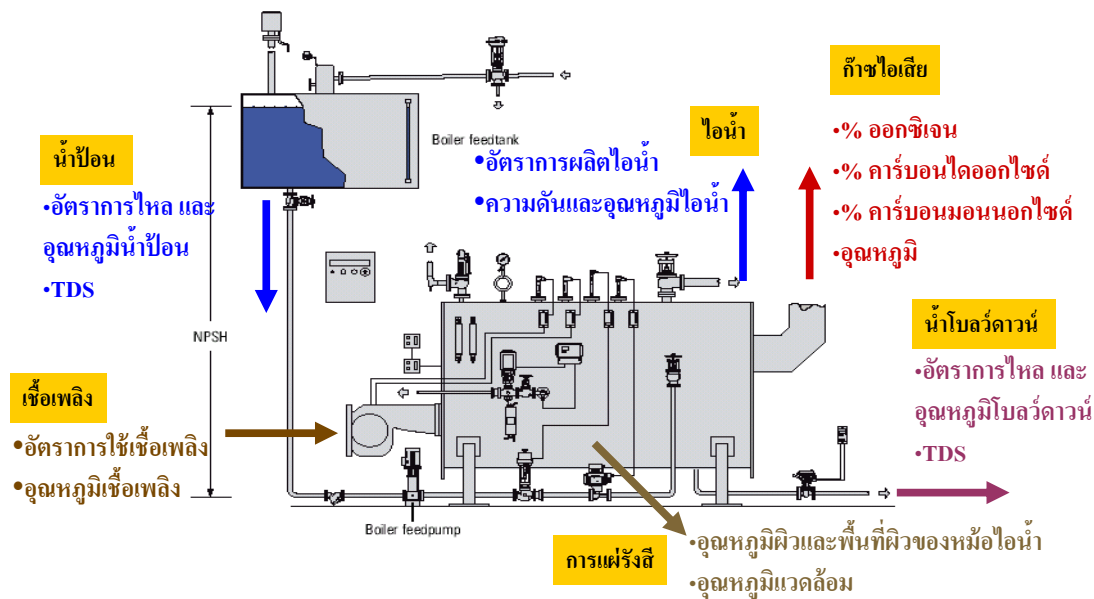 ก๊าซไอเสีย
•% ออกซิเจน
•% คาร์บอนไดออกไซด์
•% คาร์บอนมอนนอกไซด์
•อุณหภูมิ
ไอน้ำ
•อัตราการผลิตไอน้ำ
•ความดันและอุณหภูมิไอน้ำ
Boiler feedtank
น้ำป้อน
•อัตราการไหล และ
อุณหภูมิน้ำป้อน
•TDS
NPSH
น้ำโบลว์ดาวน์
•อัตราการไหล และ
อุณหภูมิโบลว์ดาวน์
•TDS
เชื้อเพลิง
•อัตราการใช้เชื้อเพลิง
•อุณหภูมิเชื้อเพลิง
Boiler feedpump
การแผ่รังสี
•อุณหภูมิผิวและพื้นที่ผิวของหม้อไอน้ำ
•อุณหภูมิแวดล้อม